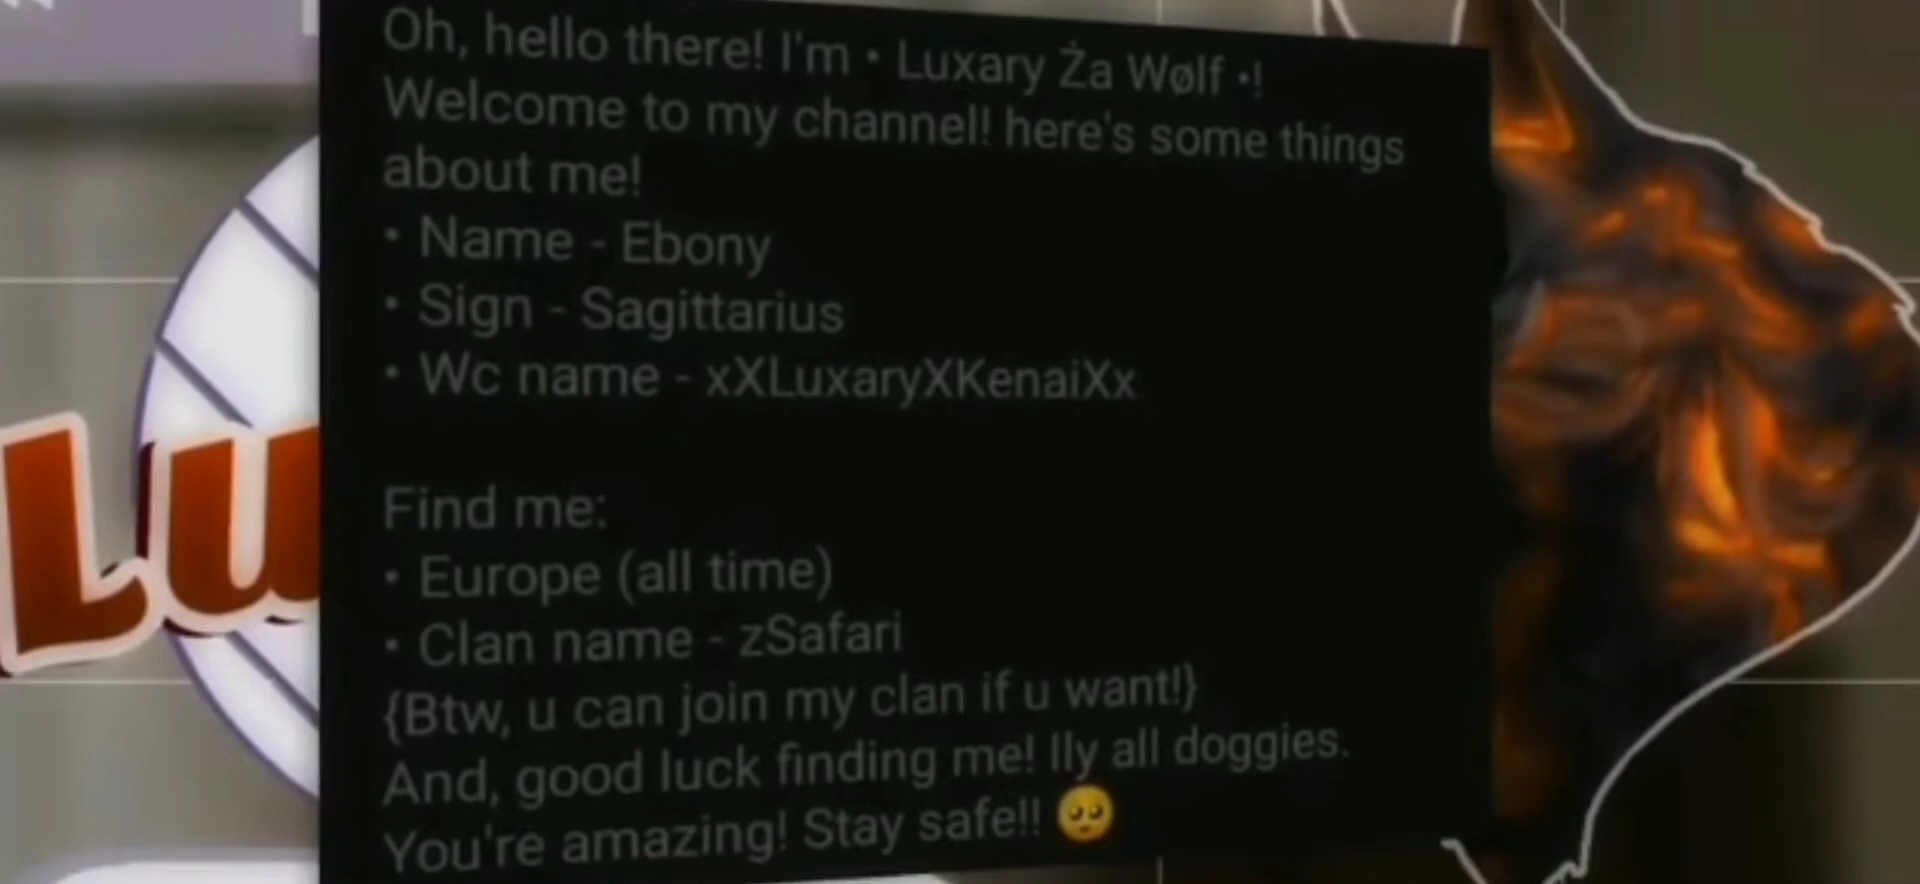 Oh, hello there! I'm • Luxary Ża Wølf •!
Welcome to my channel! here's some things
about me!
• Name - Ebony
• Sign - Sagittarius
• Wc name - xXLuxaryXKenaiXx
Find me:
• Europe (all time)
• Clan name - zSafari
{Btw, u can join my clan if u want!}
And, good luck finding me! Ily all doggies.
You're amazing! Stay safe!! 🥺
Lu